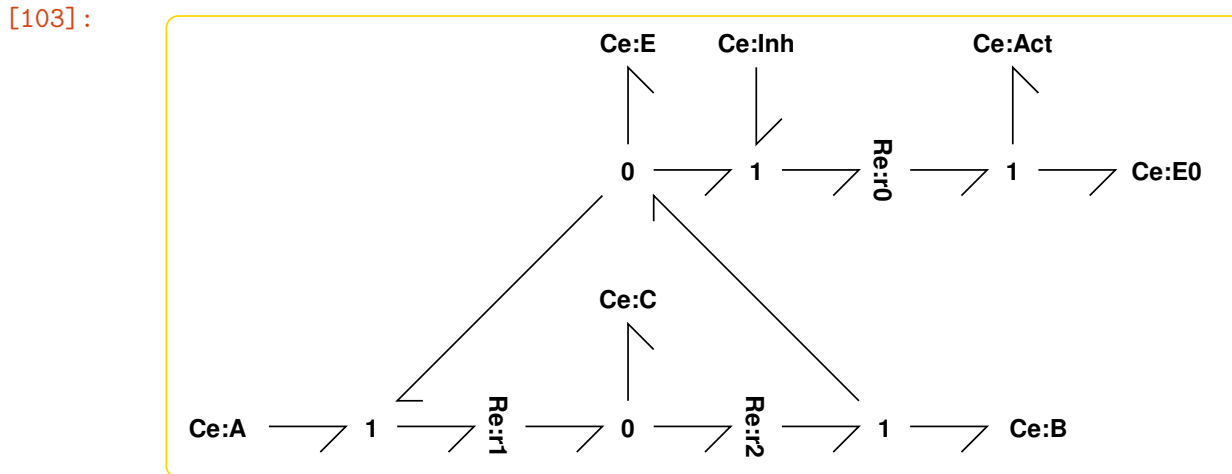 [103]:
Ce:E Ce:Inh Ce:Act
0 1 Re:r0 1 Ce:E0
Ce:C
Ce:A 1 Re:r1 0 Re:r2 1 Ce:B